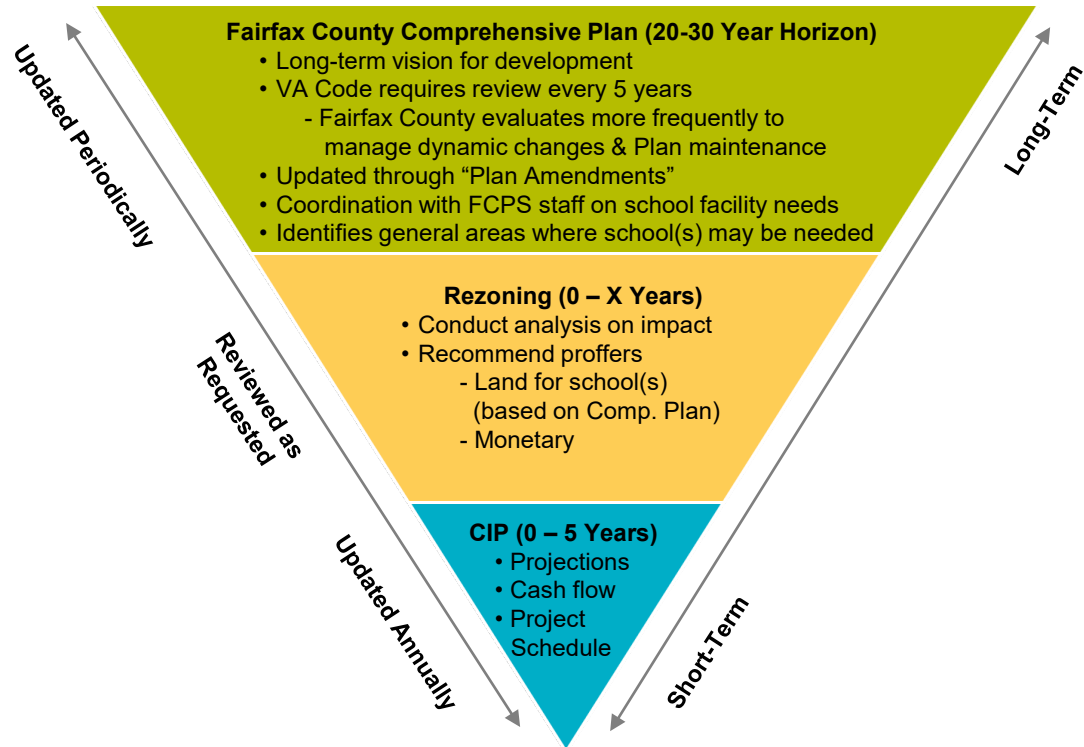 Fairfax County Comprehensive Plan (20-30 Year Horizon)
• Long-term vision for development
• VA Code requires review every 5 years
- Fairfax County evaluates more frequently to
manage dynamic changes & Plan maintenance
• Updated through “Plan Amendments”
• Coordination with FCPS staff on school facility needs
• Identifies general areas where school(s) may be needed
Rezoning (0 – X Years)
• Conduct analysis on impact
• Recommend proffers
- Land for school(s)
(based on Comp. Plan)
- Monetary
CIP (0 – 5 Years)
• Projections
• Cash flow
• Project
Schedule
Updated Periodically
Reviewed as
Requested
Updated Annually
Long-Term
Short-Term